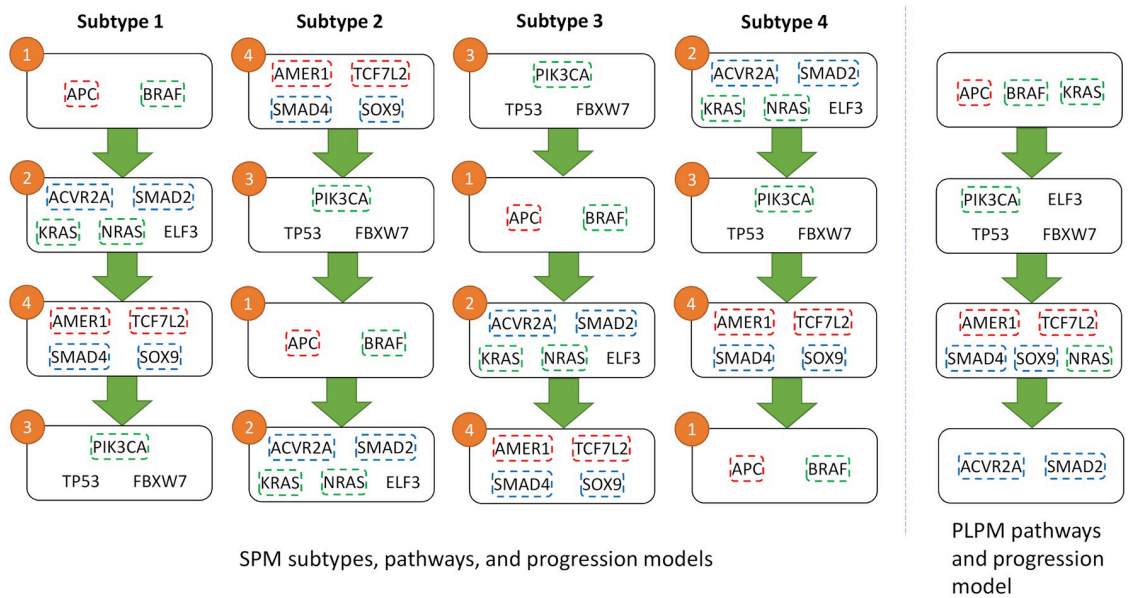 Subtype 1
Subtype 2
Subtype 3
Subtype 4
1
APC BRAF
2
ACVR2A SMAD2
KRAS NRAS ELF3
4
AMER1 TCF7L2
SMAD4 SOX9
3
PIK3CA
TP53 FBXW7
4
AMER1 TCF7L2
SMAD4 SOX9
3
PIK3CA
TP53 FBXW7
1
APC BRAF
2
ACVR2A SMAD2
KRAS NRAS ELF3
3
PIK3CA
TP53 FBXW7
1
APC BRAF
2
ACVR2A SMAD2
KRAS NRAS ELF3
4
AMER1 TCF7L2
SMAD4 SOX9
2
ACVR2A SMAD2
KRAS NRAS ELF3
3
PIK3CA
TP53 FBXW7
4
AMER1 TCF7L2
SMAD4 SOX9
1
APC BRAF
APC BRAF KRAS
PIK3CA ELF3
TP53 FBXW7
AMER1 TCF7L2
SMAD4 SOX9 NRAS
ACVR2A SMAD2
SPM subtypes, pathways, and progression models
PLPM pathways
and progression
model